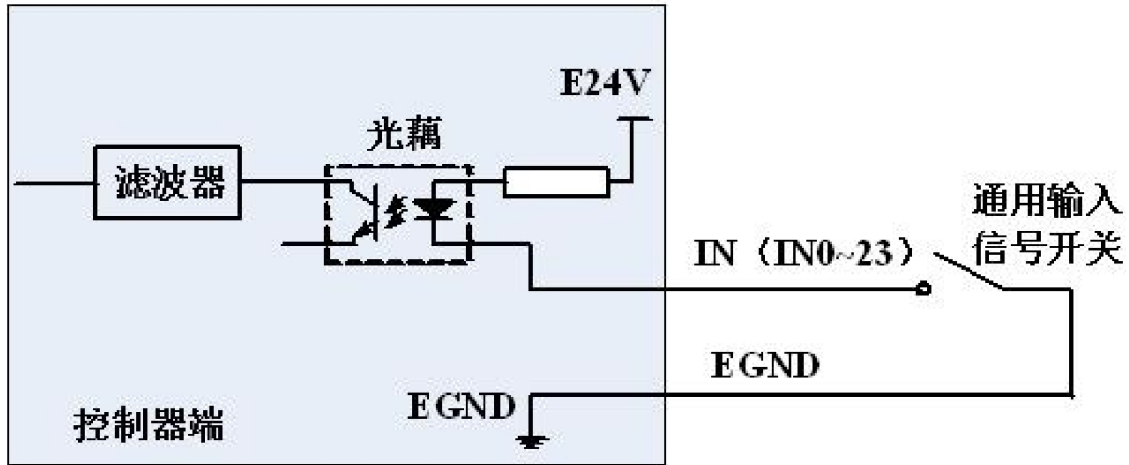 E24V
光藕
滤波器
通用输入
信号开关
IN（IN0~23）
EGND
EGND
控制器端